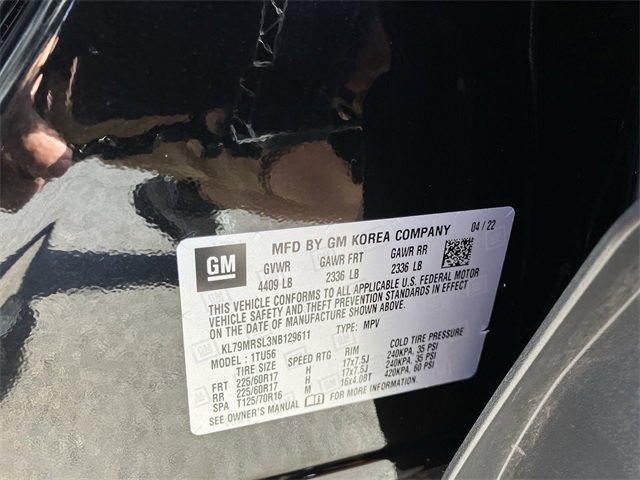 GM
MFD BY GM KOREA COMPANY 04 / 22
GVWR GAWR FRT GAWR RR
4409 LB 2336 LB 2336 LB
THIS VEHICLE CONFORMS TO ALL APPLICABLE U.S. FEDERAL MOTOR
VEHICLE SAFETY AND THEFT PREVENTION STANDARDS IN EFFECT
ON THE DATE OF MANUFACTURE SHOWN ABOVE.
KL79MRSL3NB129611 TYPE: MPV
MODEL: 1TU56
TIRE SIZE SPEED RTG RIM COLD TIRE PRESSURE
FRT 225/60R17 H 17x7.5J 240KPA, 35 PSI
RR 225/60R17 H 17x7.5J 240KPA, 35 PSI
SPA T125/70R16 M 16x4.0BT 420KPA, 60 PSI
SEE OWNER'S MANUAL FOR MORE INFORMATION.